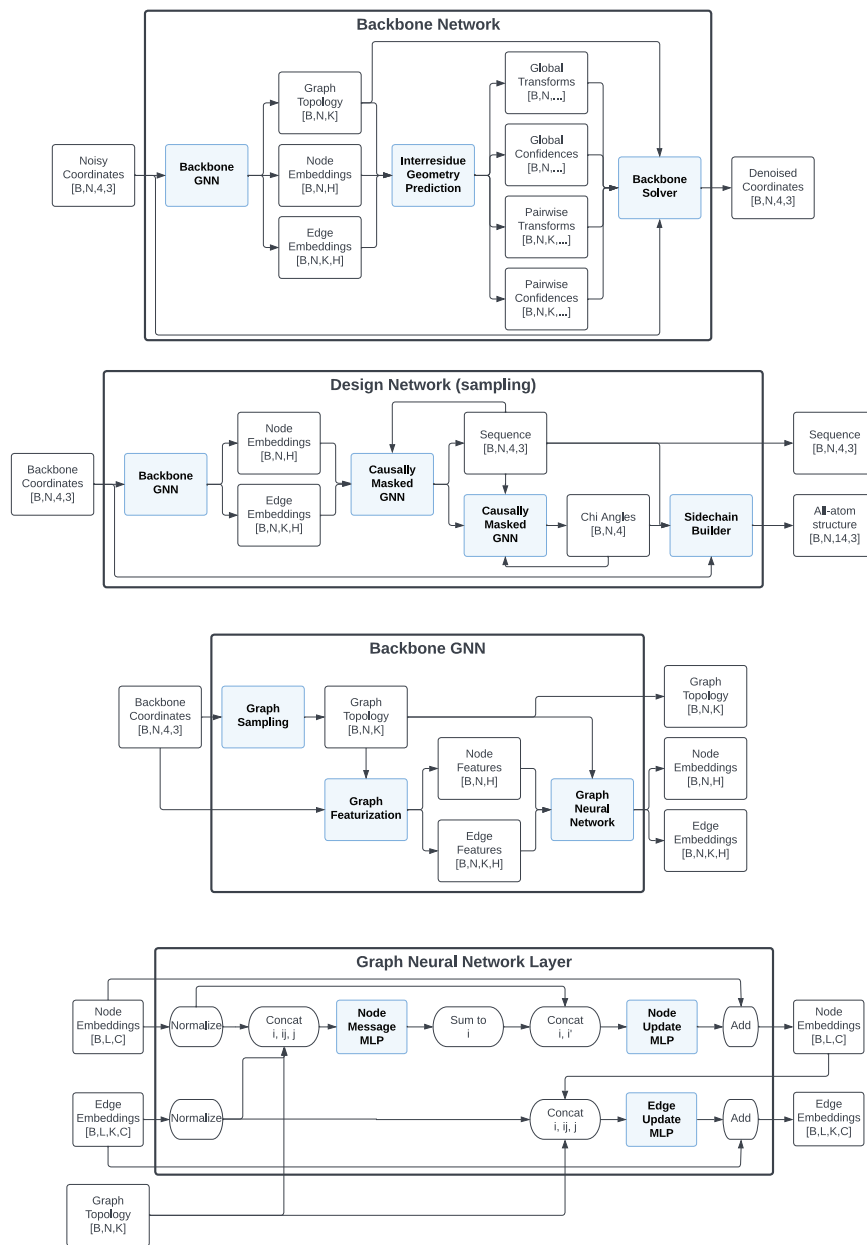 Backbone Network
Noisy
Coordinates
[B,N,4,3]
Backbone
GNN
Graph
Topology
[B,N,K]
Node
Embeddings
[B,N,H]
Edge
Embeddings
[B,N,K,H]
Interresidue
Geometry
Prediction
Global
Transforms
[B,N,...]
Global
Confidences
[B,N,...]
Pairwise
Transforms
[B,N,K,...]
Pairwise
Confidences
[B,N,K,...]
Backbone
Solver
Denoised
Coordinates
[B,N,4,3]
Design Network (sampling)
Backbone
Coordinates
[B,N,4,3]
Backbone
GNN
Node
Embeddings
[B,N,H]
Edge
Embeddings
[B,N,K,H]
Causally
Masked
GNN
Sequence
[B,N,4,3]
Causally
Masked
GNN
Chi Angles
[B,N,4]
Sidechain
Builder
Sequence
[B,N,4,3]
All-atom
structure
[B,N,14,3]
Backbone GNN
Backbone
Coordinates
[B,N,4,3]
Graph
Sampling
Graph
Topology
[B,N,K]
Graph
Featurization
Node
Features
[B,N,H]
Edge
Features
[B,N,K,H]
Graph
Neural
Network
Graph
Topology
[B,N,K]
Node
Embeddings
[B,N,H]
Edge
Embeddings
[B,N,K,H]
Graph Neural Network Layer
Node
Embeddings
[B,L,C]
Normalize
Concat
i, ij, j
Node
Message
MLP
Sum to
i
Concat
i, i'
Node
Update
MLP
Add
Node
Embeddings
[B,L,C]
Edge
Embeddings
[B,L,K,C]
Normalize
Concat
i, ij, j
Edge
Update
MLP
Add
Edge
Embeddings
[B,L,K,C]
Graph
Topology
[B,N,K]